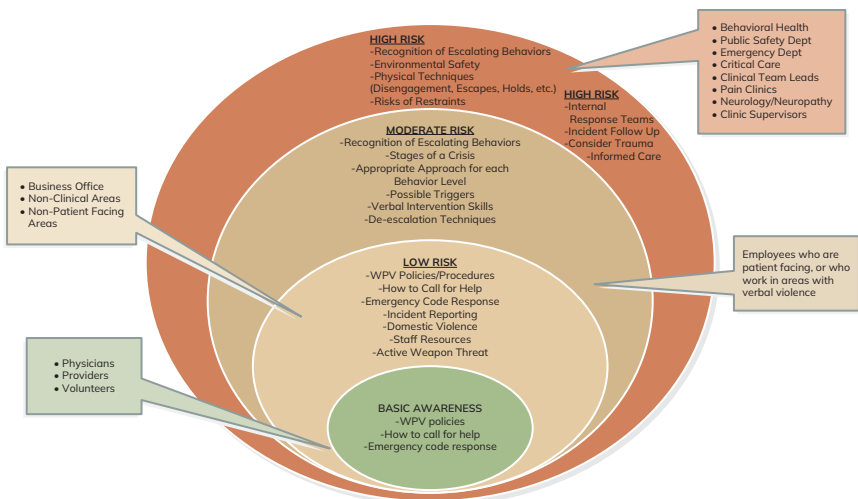 HIGH RISK
-Recognition of Escalating Behaviors
-Environmental Safety
-Physical Techniques
(Disengagement, Escapes, Holds, etc.)
-Risks of Restraints
HIGH RISK
-Internal
Response Teams
-Incident Follow Up
-Consider Trauma
-Informed Care
• Behavioral Health
• Public Safety Dept
• Emergency Dept
• Critical Care
• Clinical Team Leads
• Pain Clinics
• Neurology/Neuropathy
• Clinic Supervisors
MODERATE RISK
-Recognition of Escalating Behaviors
-Stages of a Crisis
-Appropriate Approach for each
Behavior Level
-Possible Triggers
-Verbal Intervention Skills
-De-escalation Techniques
• Business Office
• Non-Clinical Areas
• Non-Patient Facing
Areas
Employees who are
patient facing, or who
work in areas with
verbal violence
LOW RISK
-WPV Policies/Procedures
-How to Call for Help
-Emergency Code Response
-Incident Reporting
-Domestic Violence
-Staff Resources
-Active Weapon Threat
• Physicians
• Providers
• Volunteers
BASIC AWARENESS
-WPV policies
-How to call for help
-Emergency code response